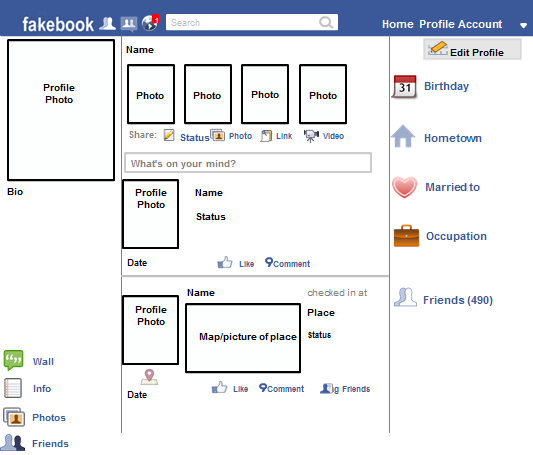 fakebook
1
Search
Home Profile Account
Edit Profile
Profile
Photo
Bio
Name
Photo
Photo
Photo
Photo
Share:
Status
Photo
Link
Video
What's on your mind?
Profile
Photo
Name
Status
Date
Like
Comment
Profile
Photo
Name
checked in at
Place
Status
Map/picture of place
Date
Like
Comment
Friends
31
Birthday
Hometown
Married to
Occupation
Friends (490)
Wall
Info
Photos
Friends